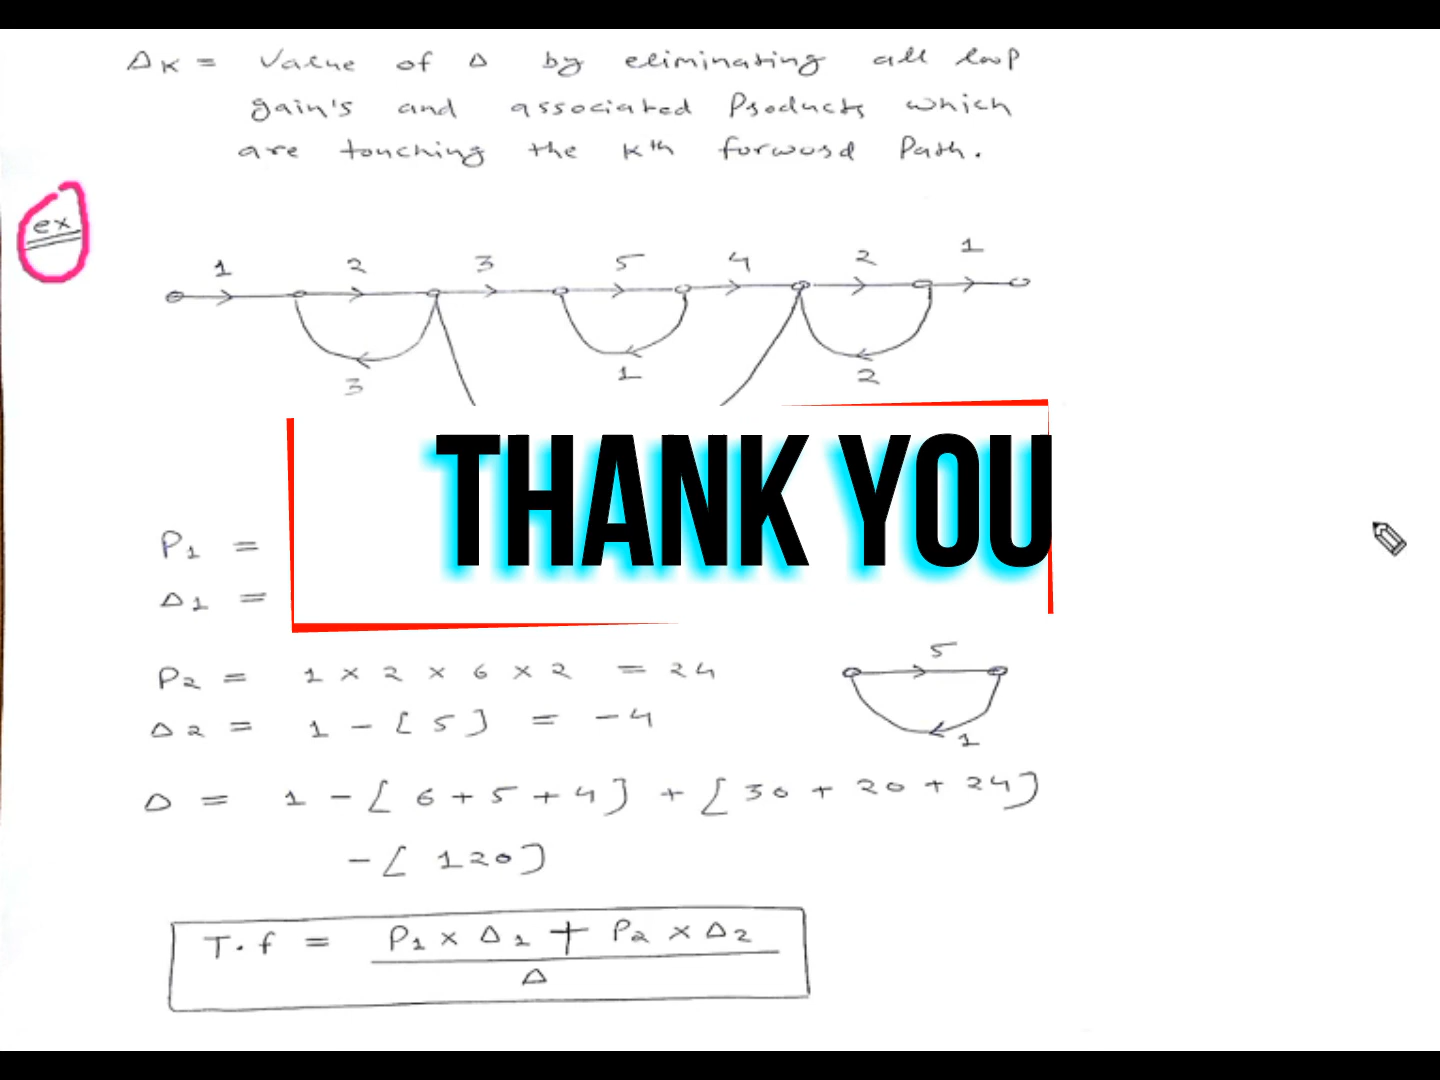 Δκ = Value of Δ by eliminating all loop
gain's and associated Products which
are touching the Kth forward Path.
ex
1 2 3 5 4 2 1
3 1 2
THANK YOU
P1 =
Δ1 =
5
P2 = 1 × 2 × 6 × 2 = 24
Δ2 = 1 - [5] = -4
1
Δ = 1 - [6 + 5 + 4] + [30 + 20 + 24]
- [120]
T.f = P1 × Δ1 + P2 × Δ2
Δ